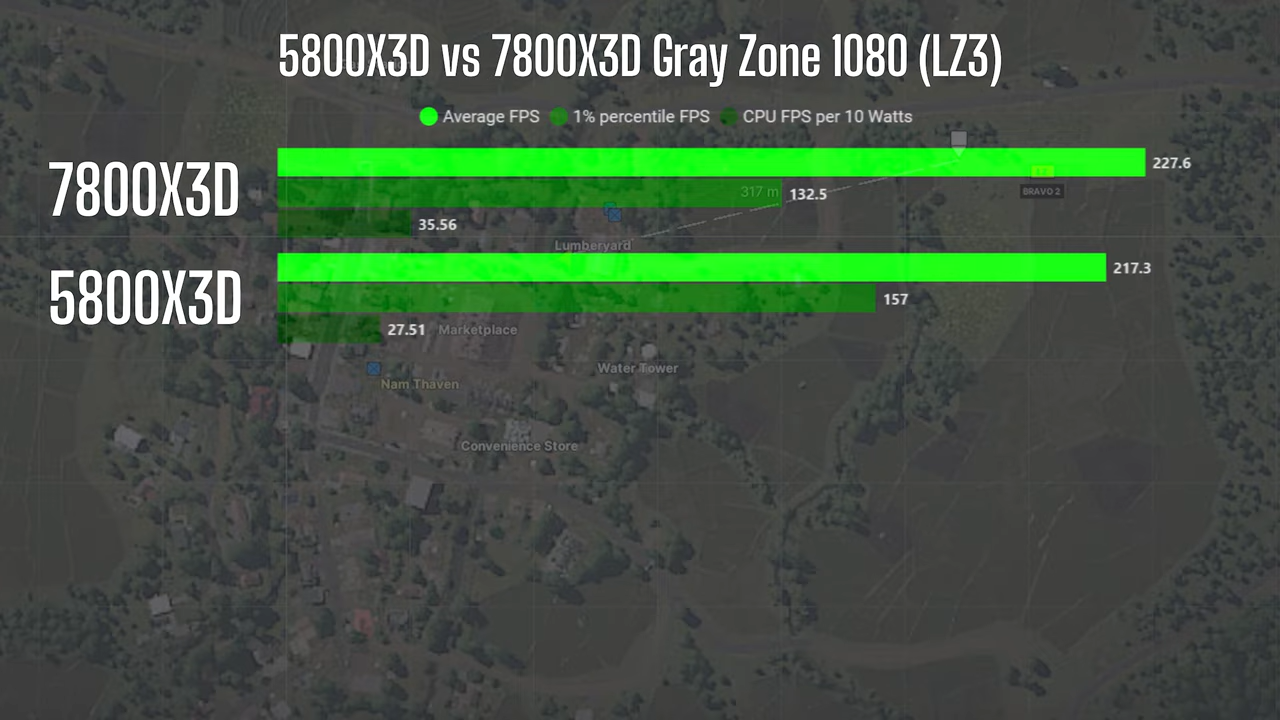 5800X3D vs 7800X3D Gray Zone 1080 (LZ3)
Average FPS 1% percentile FPS CPU FPS per 10 Watts
7800X3D
227.6
317 m 132.5
BRAVO 2
35.56
Lumberyard
5800X3D
217.3
157
27.51 Marketplace
Water Tower
Nam Thaven
Convenience Store